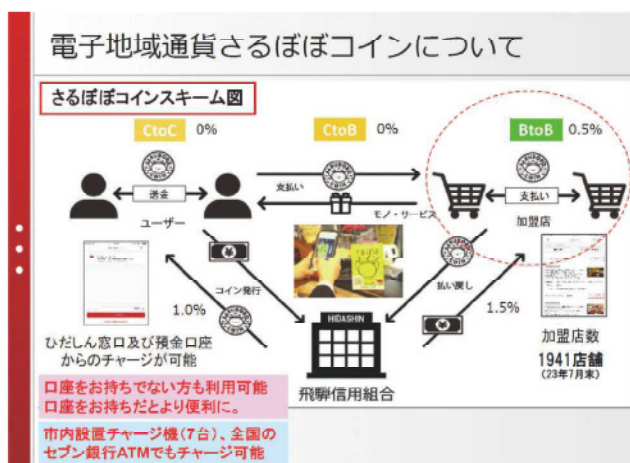 電子地域通貨さるぼぼコインについて
さるぼぼコインスキーム図
CtoC 0%
CtoB 0%
BtoB 0.5%
送金
支払い
支払い
ユーザー
モノ・サービス
加盟店
コイン発行
払い戻し
1.0%
1.5%
HIDASHIN
ひだしん窓口及び預金口座
からのチャージが可能
飛騨信用組合
加盟店数
1941店舗
(23年7月末)
口座をお持ちでない方も利用可能
口座をお持ちだとより便利に。
市内設置チャージ機(7台)、全国の
セブン銀行ATMでもチャージ可能